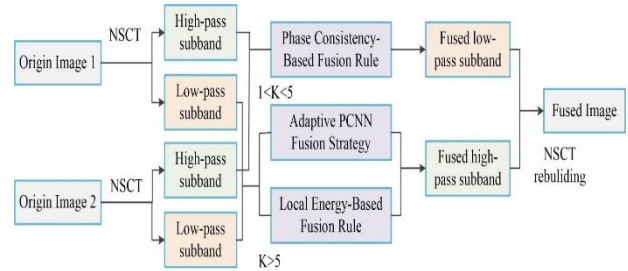 Origin Image 1
NSCT
High-pass
subband
Low-pass
subband
Phase Consistency-
Based Fusion Rule
Fused low-
pass subband
1<K<5
Origin Image 2
NSCT
High-pass
subband
Low-pass
subband
K>5
Adaptive PCNN
Fusion Strategy
Local Energy-Based
Fusion Rule
Fused high-
pass subband
Fused Image
NSCT
rebuliding